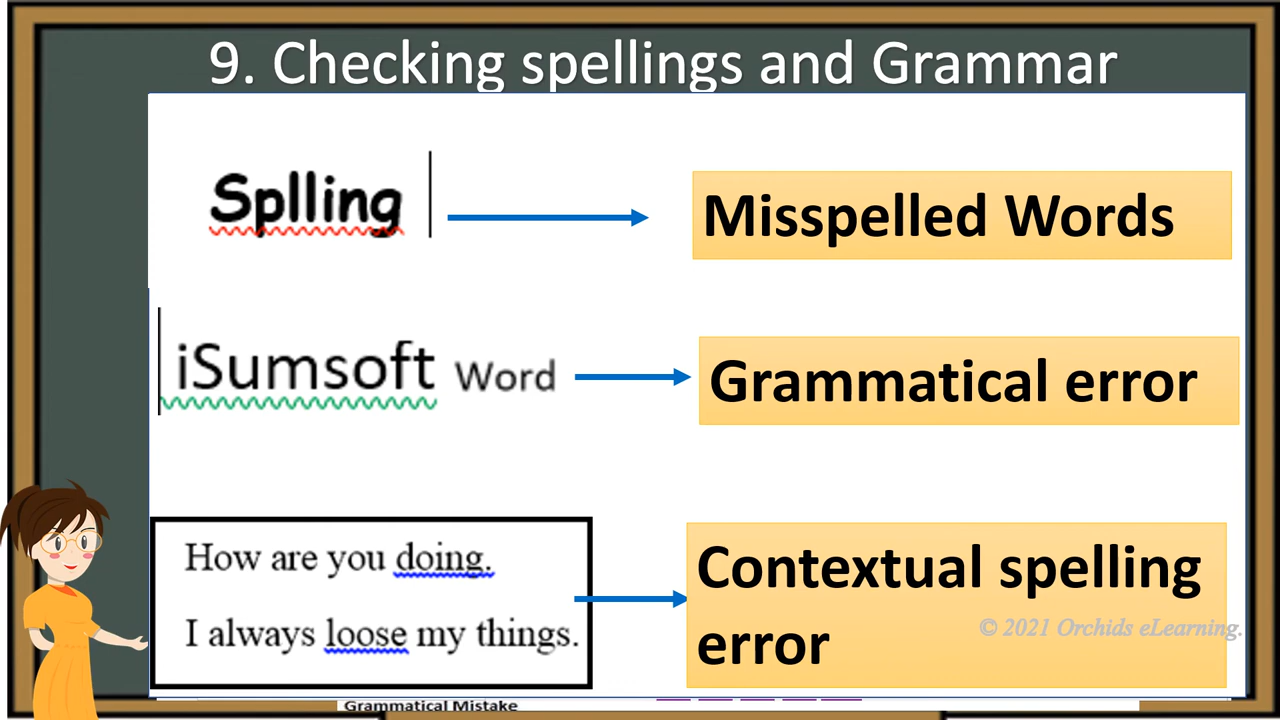 9. Checking spellings and Grammar
Splling
Misspelled Words
iSumsoft Word
Grammatical error
How are you doing.
I always loose my things.
Contextual spelling
error
© 2021 Orchids eLearning.
Grammatical Mistake